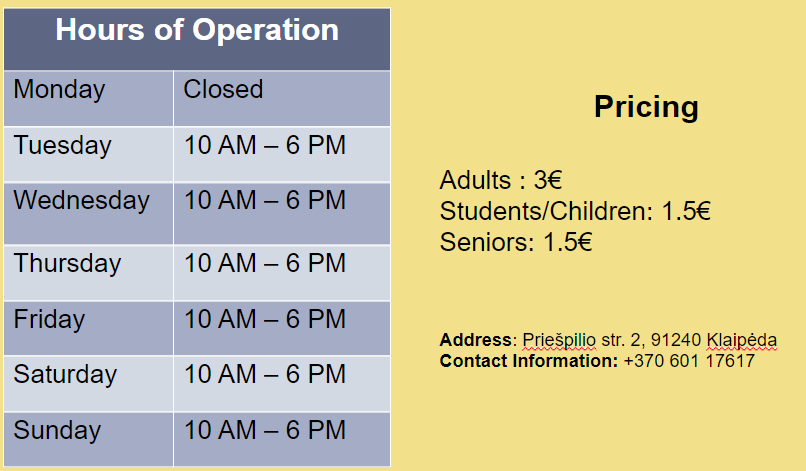 Hours of Operation
Monday Closed
Tuesday 10 AM – 6 PM
Wednesday 10 AM – 6 PM
Thursday 10 AM – 6 PM
Friday 10 AM – 6 PM
Saturday 10 AM – 6 PM
Sunday 10 AM – 6 PM
Pricing
Adults : 3€
Students/Children: 1.5€
Seniors: 1.5€
Address: Priešpilio str. 2, 91240 Klaipėda
Contact Information: +370 601 17617